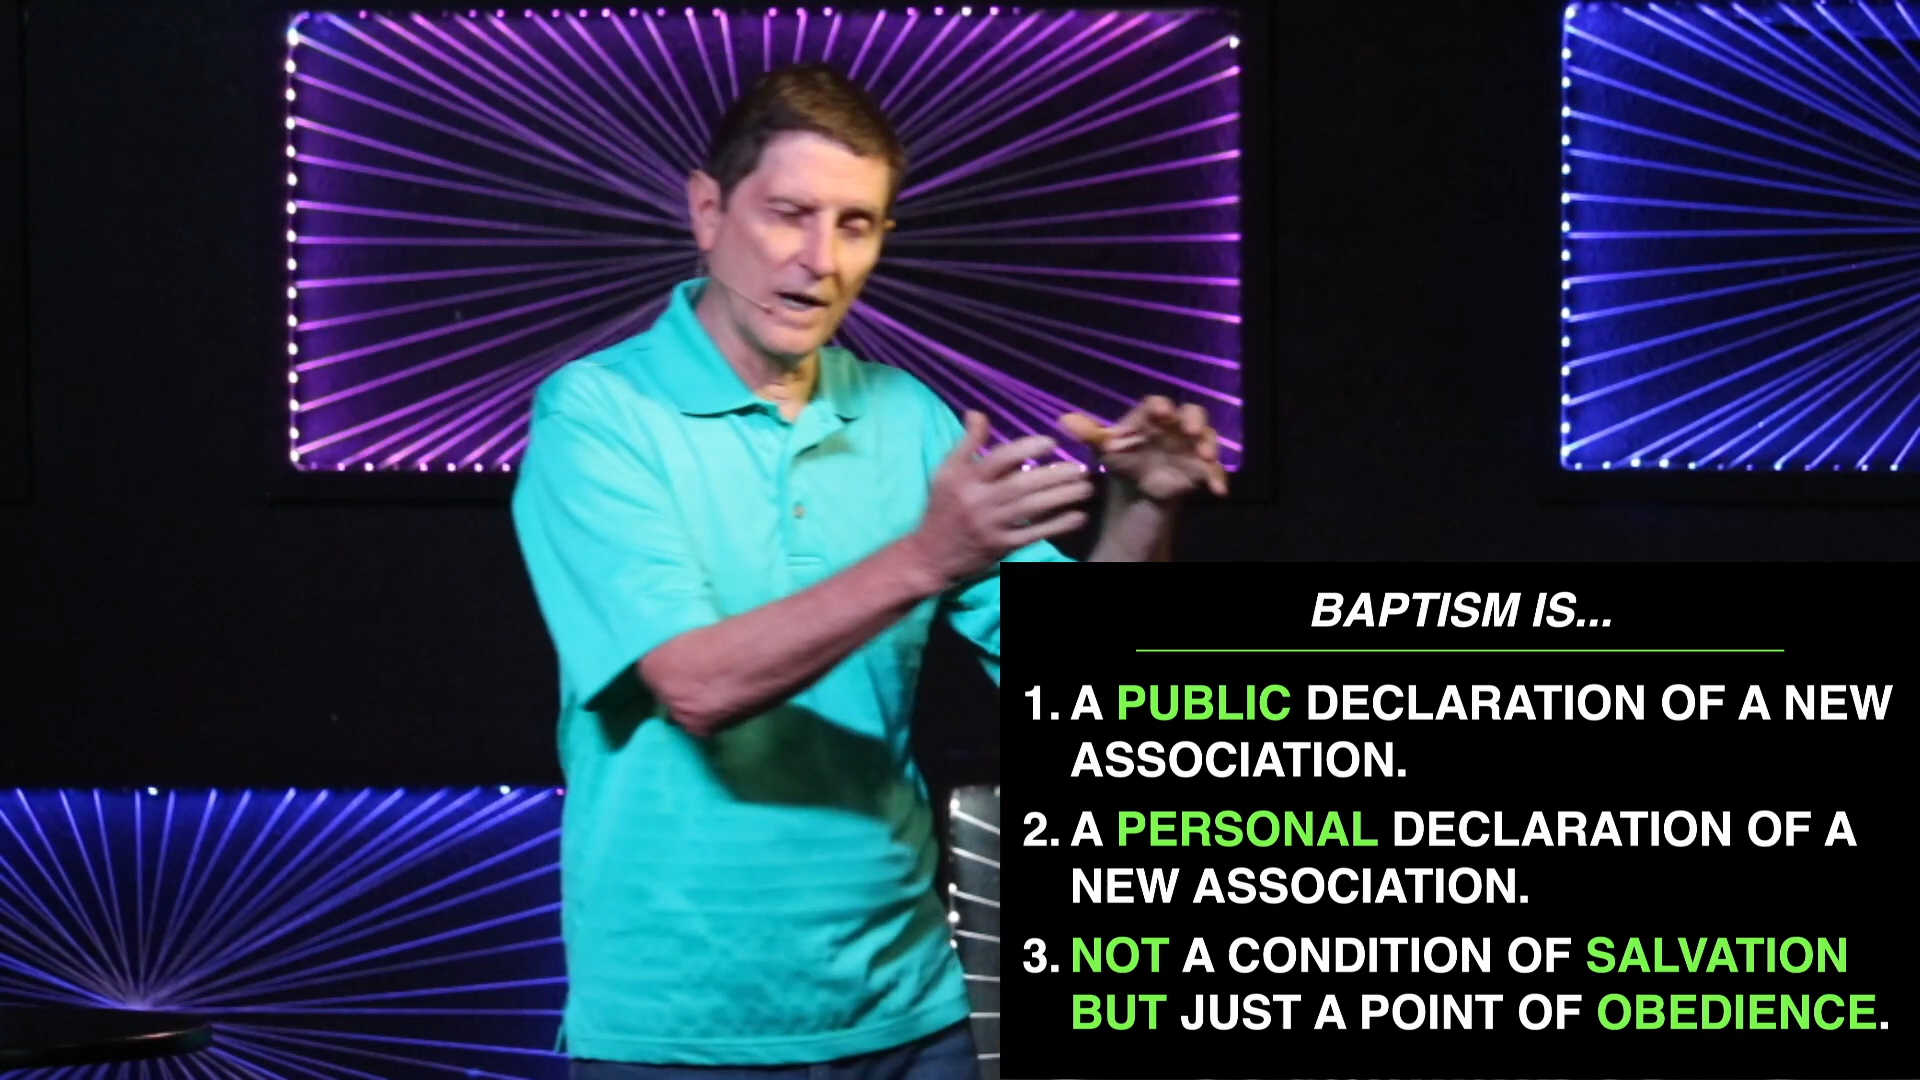 BAPTISM IS...
1. A PUBLIC DECLARATION OF A NEW
ASSOCIATION.
2. A PERSONAL DECLARATION OF A
NEW ASSOCIATION.
3. NOT A CONDITION OF SALVATION
BUT JUST A POINT OF OBEDIENCE.